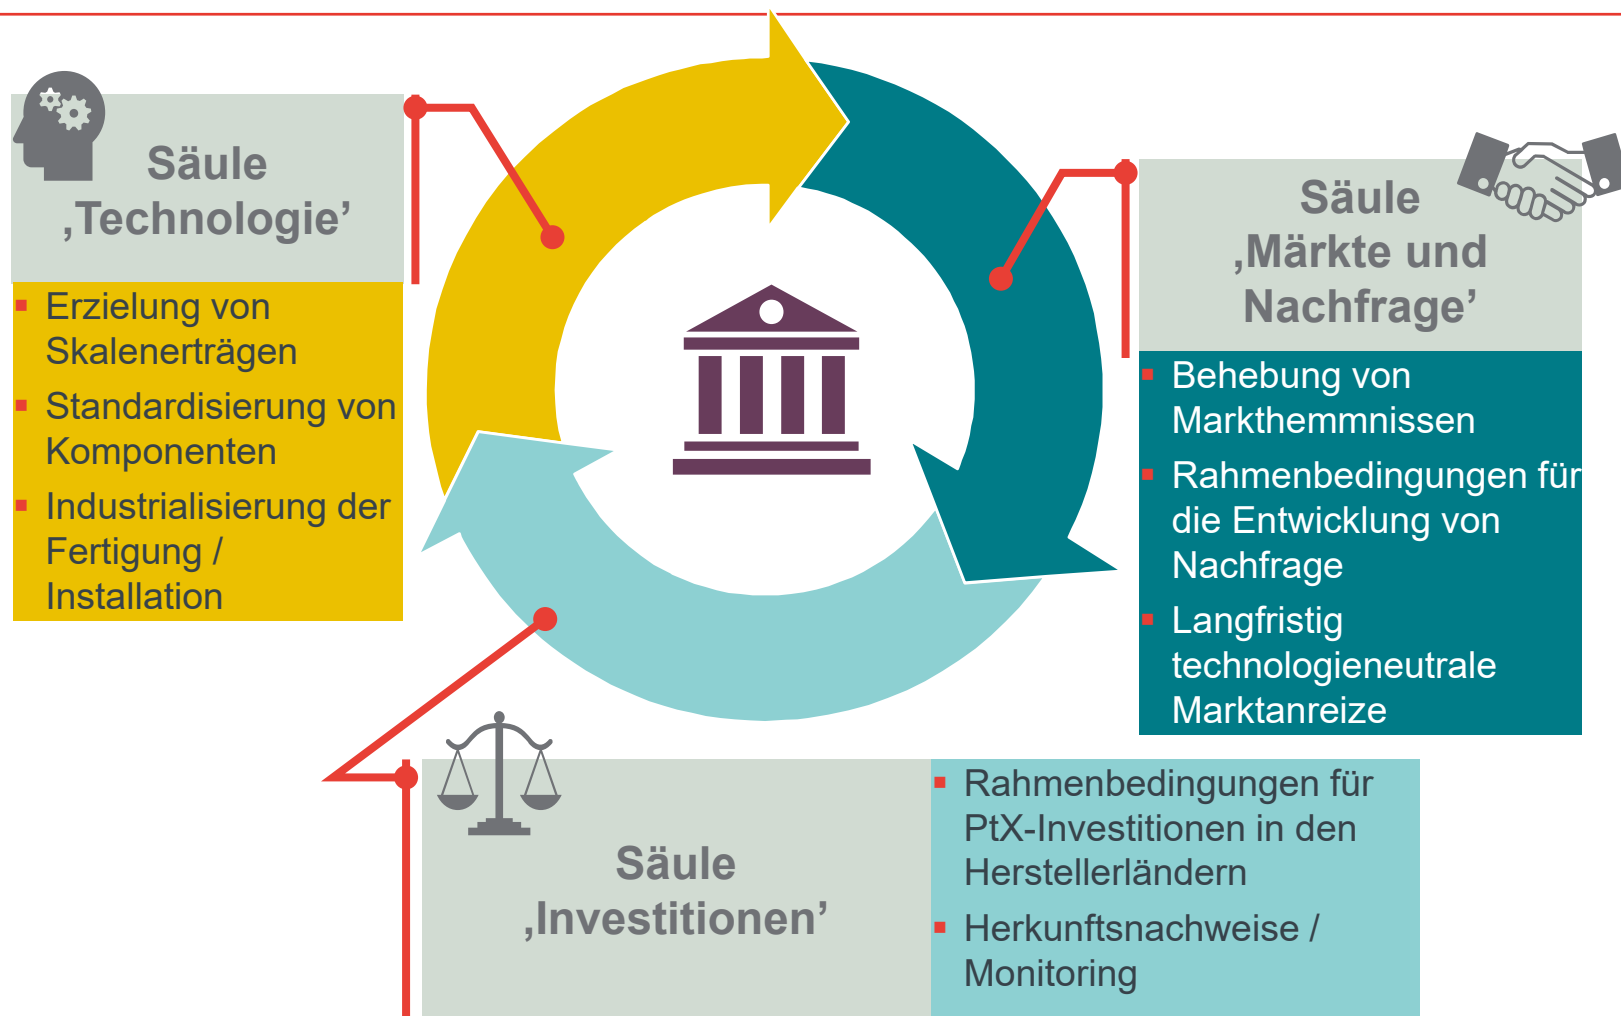 Säule
‚Technologie’
Erzielung von
Skalenerträgen
Standardisierung von
Komponenten
Industrialisierung der
Fertigung /
Installation
Säule
‚Märkte und
Nachfrage’
Behebung von
Markthemmnissen
Rahmenbedingungen für
die Entwicklung von
Nachfrage
Langfristig
technologieneutrale
Marktanreize
Säule
‚Investitionen’
Rahmenbedingungen für
PtX-Investitionen in den
Herstellerländern
Herkunftsnachweise /
Monitoring